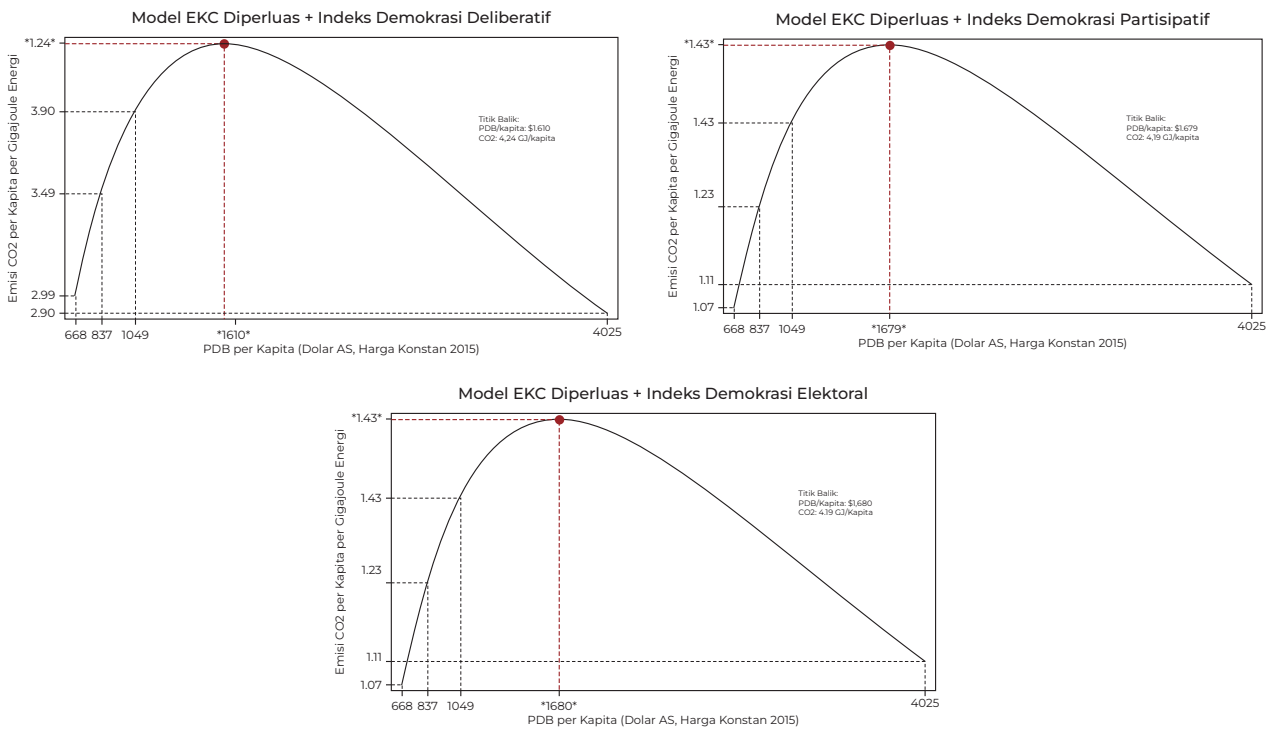 Model EKC Diperluas + Indeks Demokrasi Deliberatif
Emisi CO2 per Kapita per Gigajoule Energi
*1.24*
3.90
3.49
2.99
2.90
Titik Balik:
PDB/kapita: $1.610
CO2: 4,24 GJ/kapita
668 837 1049 *1610* 4025
PDB per Kapita (Dolar AS, Harga Konstan 2015)
Model EKC Diperluas + Indeks Demokrasi Partisipatif
Emisi CO2 per Kapita per Gigajoule Energi
*1.43*
1.43
1.23
1.11
1.07
Titik Balik:
PDB/kapita: $1.679
CO2: 4,19 GJ/kapita
668 837 1049 *1679* 4025
PDB per Kapita (Dolar AS, Harga Konstan 2015)
Model EKC Diperluas + Indeks Demokrasi Elektoral
Emisi CO2 per Kapita per Gigajoule Energi
*1.43*
1.43
1.23
1.11
1.07
Titik Balik:
PDB/Kapita: $1,680
CO2: 4.19 GJ/Kapita
668 837 1049 *1680* 4025
PDB per Kapita (Dolar AS, Harga Konstan 2015)